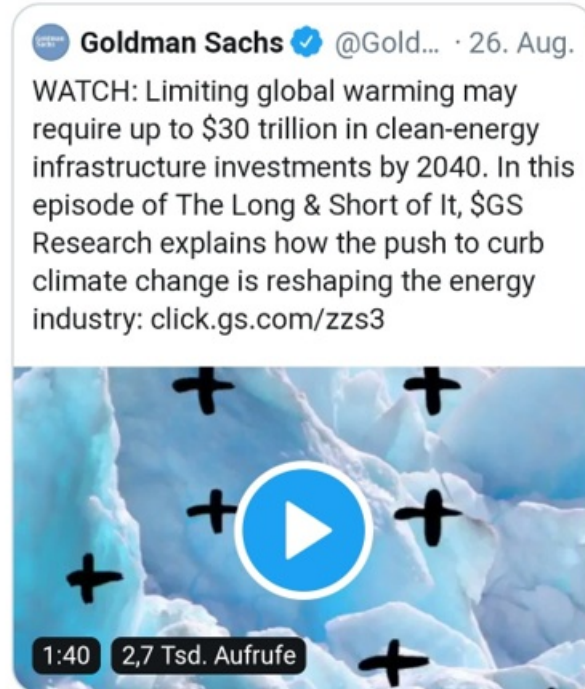 Goldman Sachs @Gold... · 26. Aug.
WATCH: Limiting global warming may
require up to $30 trillion in clean-energy
infrastructure investments by 2040. In this
episode of The Long & Short of It, $GS
Research explains how the push to curb
climate change is reshaping the energy
industry: click.gs.com/zzs3
1:40 2,7 Tsd. Aufrufe